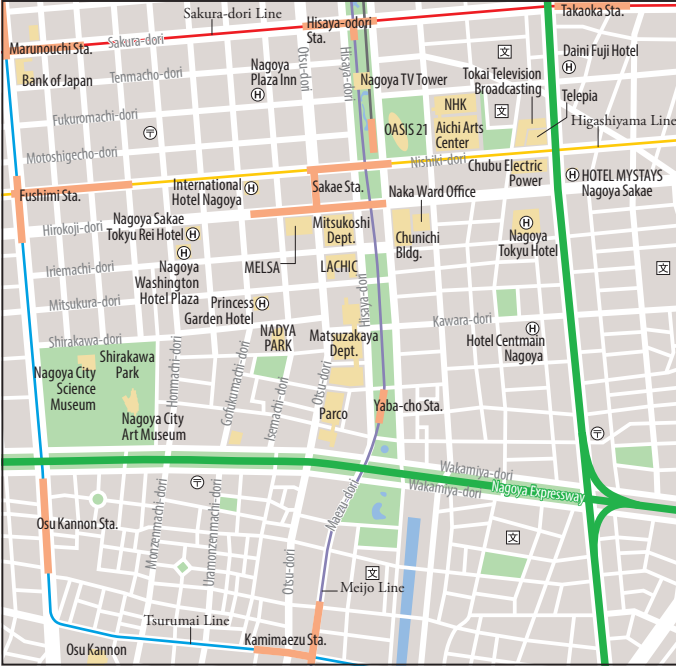 Takaoka Sta.
Sakura-dori Line
Hisaya-odori
Sta.
Marunouchi Sta.
Sakura-dori
Otsu-dori
Hisaya-dori
文
Daini Fuji Hotel
H
Bank of Japan
Tenmacho-dori
Nagoya
Plaza Inn
H
Nagoya TV Tower
Tokai Television
Broadcasting
Telepia
Fukuromachi-dori
NHK
文
OASIS 21
Aichi Arts
Center
Higashiyama Line
〒
Motoshigecho-dori
Nishiki-dori
Chubu Electric
Power
H HOTEL MYSTAYS
Nagoya Sakae
Fushimi Sta.
International
Hotel Nagoya
H
Sakae Sta.
Naka Ward Office
Hirokoji-dori
Nagoya Sakae
Tokyu Rei Hotel
H
Mitsukoshi
Dept.
Chunichi
Bldg.
H
Nagoya
Tokyu Hotel
H
Nagoya
Washington
Hotel Plaza
MELSA
LACHIC
Iriemachi-dori
文
Mitsukura-dori
Princess
Garden Hotel
H
Hisaya-dori
Kawara-dori
H
Hotel Centmain
Nagoya
Shirakawa-dori
NADYA
PARK
Matsuzakaya
Dept.
Shirakawa
Park
Nagoya City
Science
Museum
Honmachi-dori
Gofukumachi-dori
Isemachi-dori
Otsu-dori
Nagoya City
Art Museum
Parco
Yaba-cho Sta.
〒
Wakamiya-dori
Wakamiya-dori
Nagoya Expressway
〒
Osu Kannon Sta.
Monzenmachi-dori
Uramonzenmachi-dori
Otsu-dori
Maezu-dori
文
文
Meijo Line
Tsurumai Line
Kamimaezu Sta.
Osu Kannon